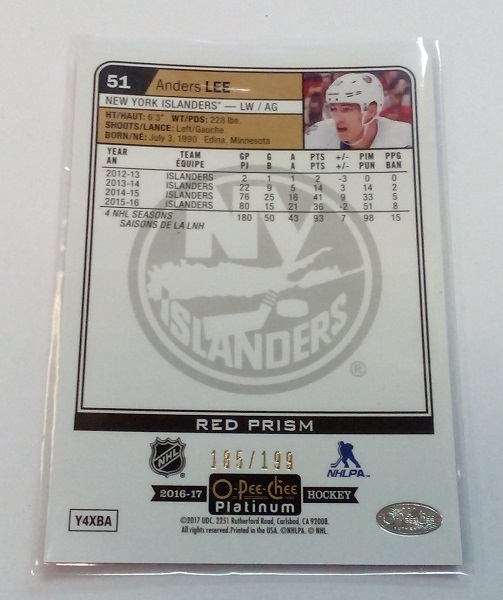 51 Anders LEE
NEW YORK ISLANDERS® — LW / AG
HT/HAUT: 6'3" WT/PDS: 228 lbs.
SHOOTS/LANCE: Left/Gauche
BORN/NÉ: July 3, 1990 Edina, Minnesota
YEAR TEAM GP G A PTS +/- PIM PPG
AN ÉQUIPE PJ B A PTS +/- PUN BAN
2012-13 ISLANDERS 2 1 1 2 -3 0 0
2013-14 ISLANDERS 22 9 5 14 3 14 2
2014-15 ISLANDERS 76 25 16 41 9 33 5
2015-16 ISLANDERS 80 15 21 36 -2 51 8
4 NHL SEASONS 180 50 43 93 7 98 15
SAISONS DE LA LNH
NY
ISLANDERS
®
RED PRISM
NHL
185/199
NHLPA
2016-17 O-Pee-Chee HOCKEY
Platinum
Y4XBA
©2017 UDC. 2251 Rutherford Road, Carlsbad, CA 92008.
All rights reserved. Printed in the USA. ©NHLPA. © NHL.
O-Pee-Chee